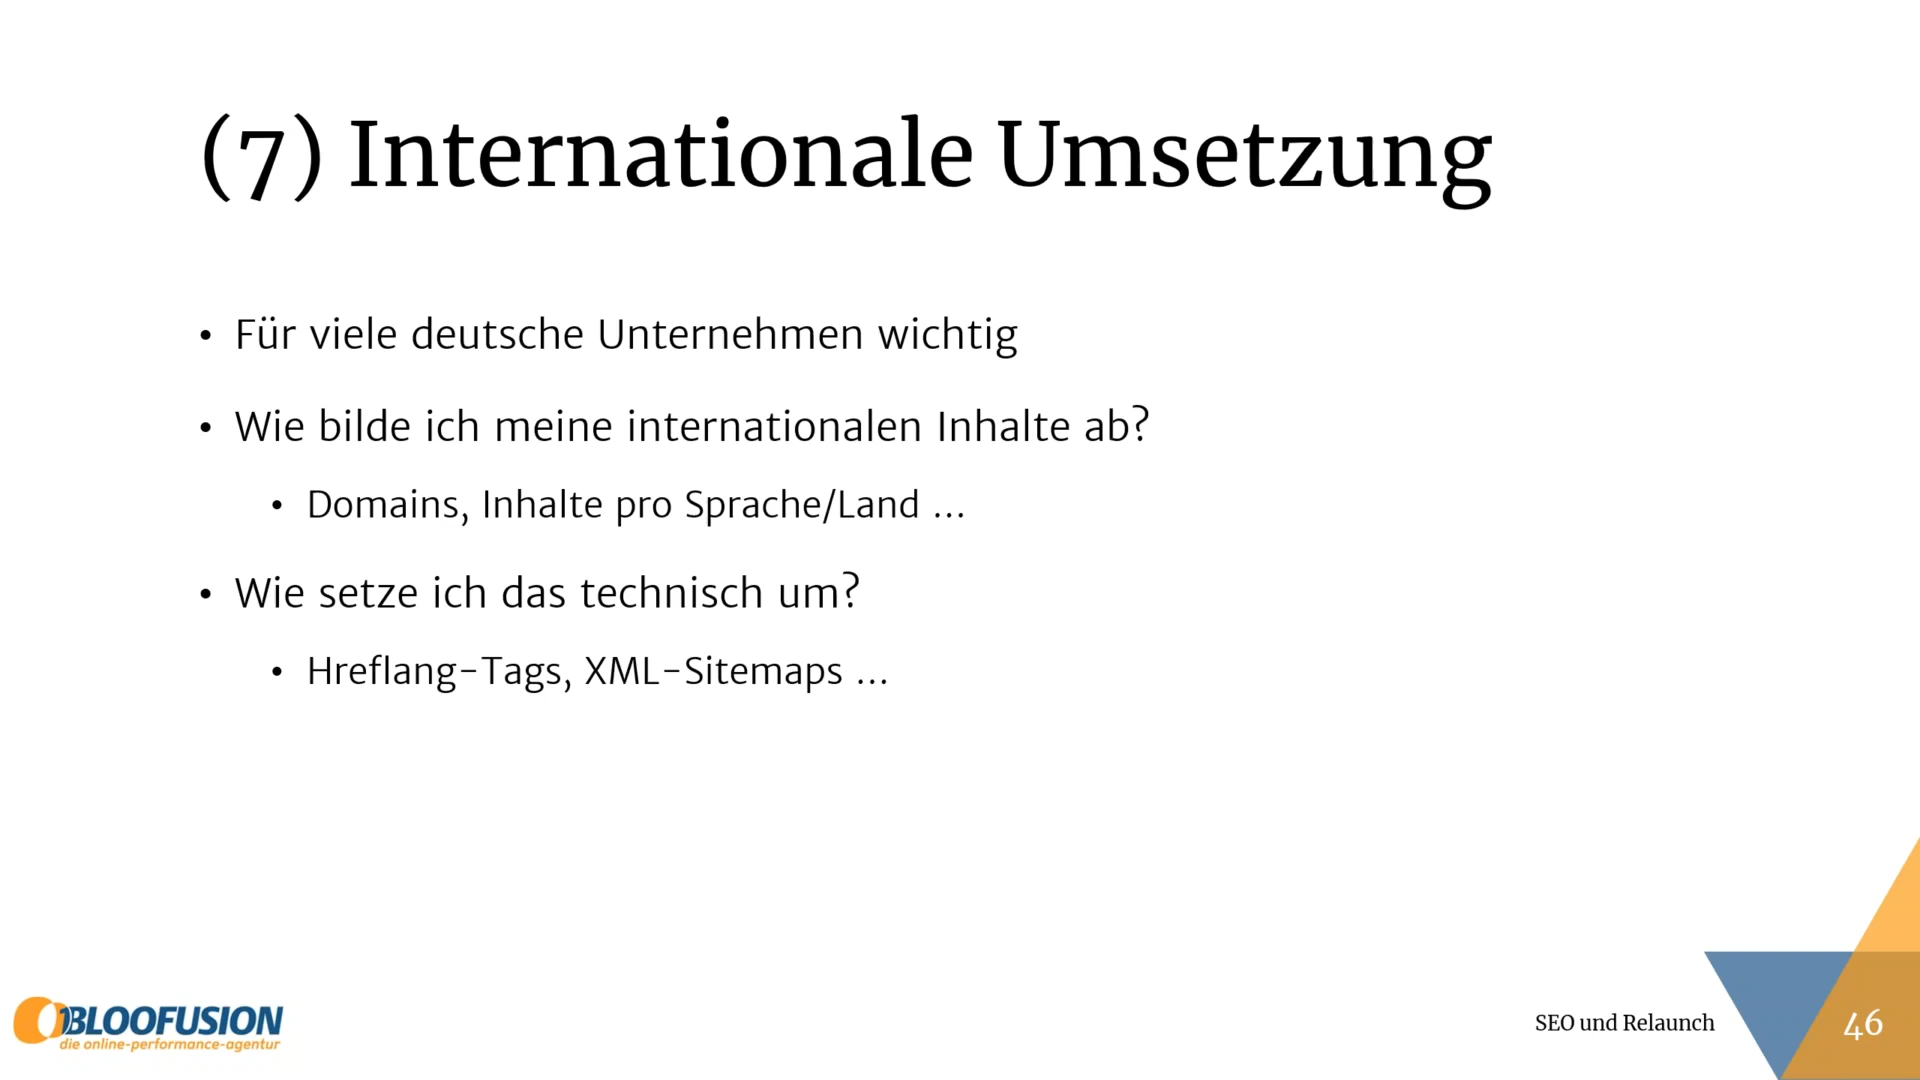 (7) Internationale Umsetzung
• Für viele deutsche Unternehmen wichtig
• Wie bilde ich meine internationalen Inhalte ab?
• Domains, Inhalte pro Sprache/Land ...
• Wie setze ich das technisch um?
• Hreflang-Tags, XML-Sitemaps ...
BLOOFUSION
die online-performance-agentur
SEO und Relaunch
46